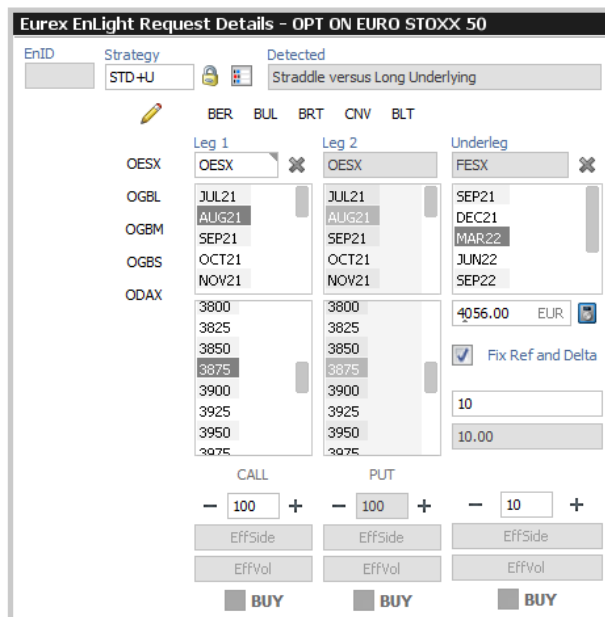 Eurex EnLight Request Details - OPT ON EURO STOXX 50
EnID Strategy Detected
STD+U Straddle versus Long Underlying
BER BUL BRT CNV BLT
Leg 1 Leg 2 Underleg
OESX OESX OESX FESX
OGBL JUL21 JUL21 SEP21
AUG21 AUG21 DEC21
OGBM SEP21 SEP21 MAR22
OGBS OCT21 OCT21 JUN22
NOV21 NOV21 SEP22
ODAX
3800 3800 4056.00 EUR
3825 3825
3850 3850 Fix Ref and Delta
3875 3875
3900 3900 10
3925 3925
3950 3950 10.00
3975 3975
CALL PUT
− 100 + − 100 + − 10 +
EffSide EffSide EffSide
EffVol EffVol EffVol
BUY BUY BUY